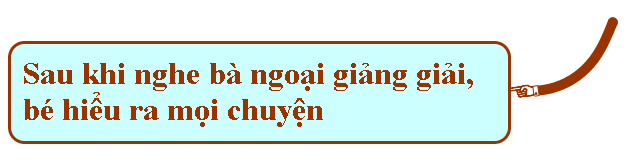 Sau khi nghe bà ngoại giảng giải,
bé hiểu ra mọi chuyện